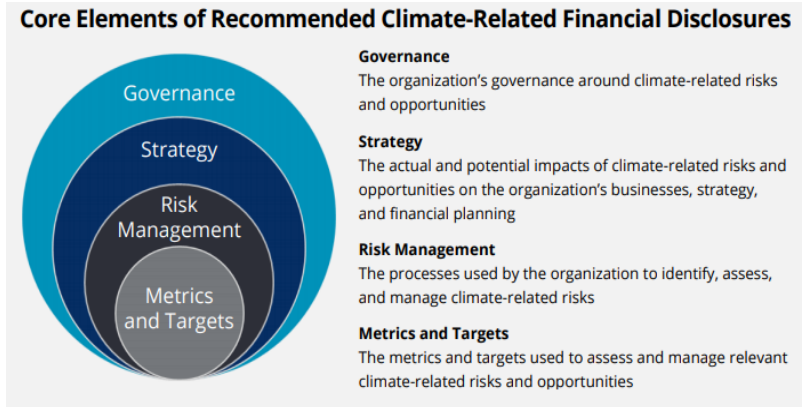 Core Elements of Recommended Climate-Related Financial Disclosures
Governance
Strategy
Risk
Management
Metrics
and Targets
Governance
The organization’s governance around climate-related risks
and opportunities
Strategy
The actual and potential impacts of climate-related risks and
opportunities on the organization’s businesses, strategy,
and financial planning
Risk Management
The processes used by the organization to identify, assess,
and manage climate-related risks
Metrics and Targets
The metrics and targets used to assess and manage relevant
climate-related risks and opportunities